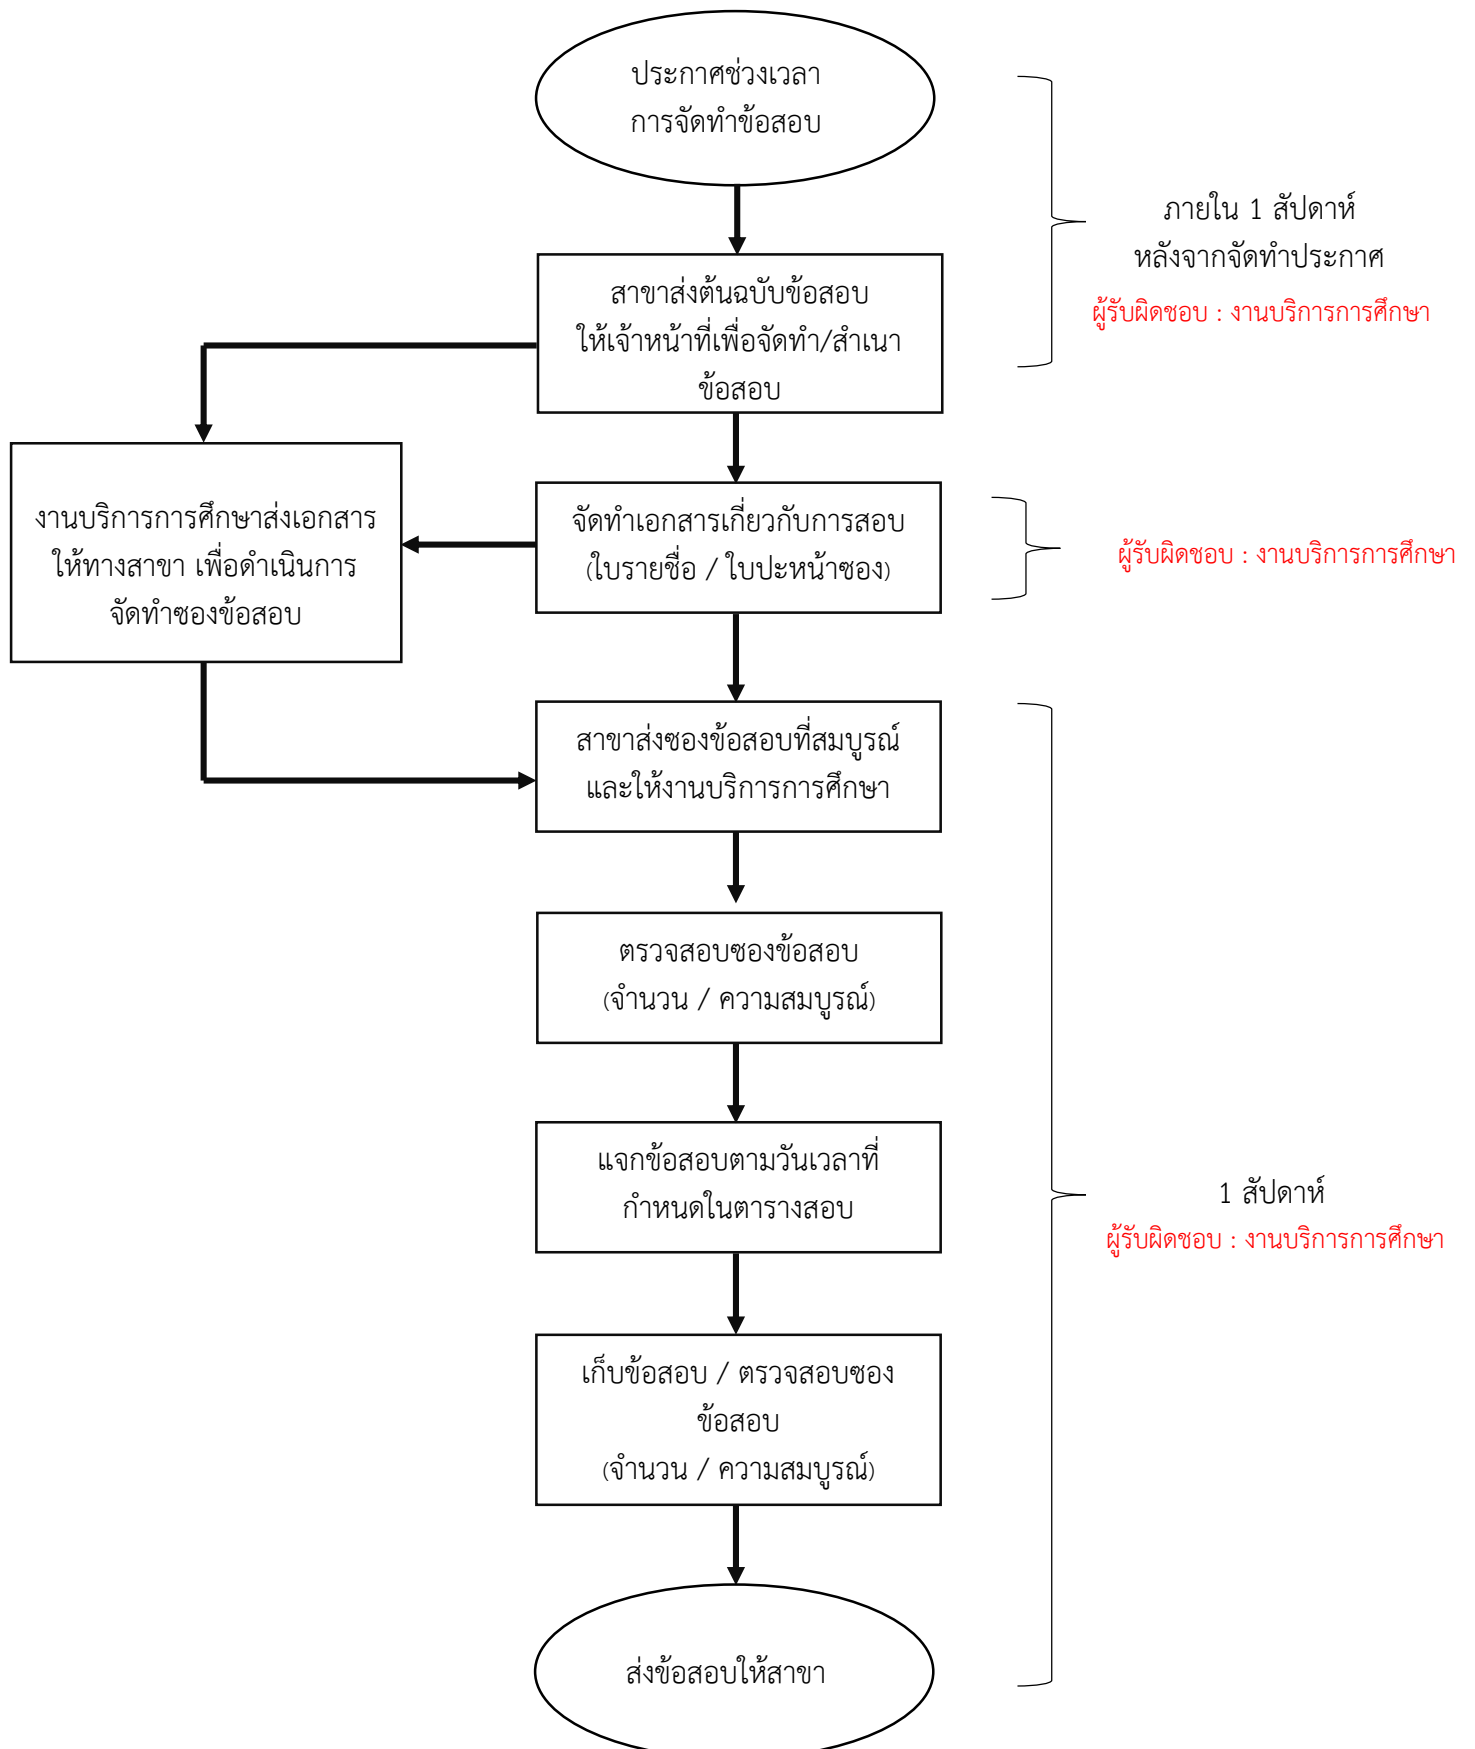 ประกาศช่วงเวลา
การจัดทำข้อสอบ
ภายใน 1 สัปดาห์
หลังจากจัดทำประกาศ
ผู้รับผิดชอบ : งานบริการการศึกษา
สาขาส่งต้นฉบับข้อสอบ
ให้เจ้าหน้าที่เพื่อจัดทำ/สำเนา
ข้อสอบ
งานบริการการศึกษาส่งเอกสาร
ให้ทางสาขา เพื่อดำเนินการ
จัดทำซองข้อสอบ
จัดทำเอกสารเกี่ยวกับการสอบ
(ใบรายชื่อ / ใบปะหน้าซอง)
ผู้รับผิดชอบ : งานบริการการศึกษา
สาขาส่งซองข้อสอบที่สมบูรณ์
และให้งานบริการการศึกษา
ตรวจสอบซองข้อสอบ
(จำนวน / ความสมบูรณ์)
แจกข้อสอบตามวันเวลาที่
กำหนดในตารางสอบ
1 สัปดาห์
ผู้รับผิดชอบ : งานบริการการศึกษา
เก็บข้อสอบ / ตรวจสอบซอง
ข้อสอบ
(จำนวน / ความสมบูรณ์)
ส่งข้อสอบให้สาขา